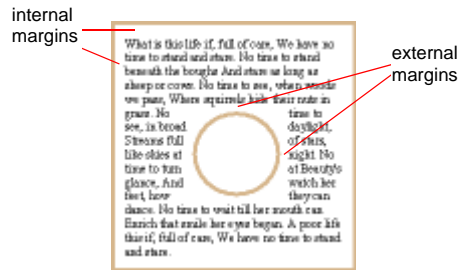 internal
margins
external
margins
What is this life if, full of care, We have no
time to stand and stare. No time to stand
beneath the boughs And stare as long as
sheep or cows. No time to see, when woods
we pass, Where squirrels hide their nuts in
grass. No time to
see, in broad daylight,
Streams full of stars,
like skies at night. No
time to turn at Beauty's
glance, And watch her
feet, how they can
dance. No time to wait till her mouth can
Enrich that smile her eyes began. A poor life
this if, full of care, We have no time to stand
and stare.